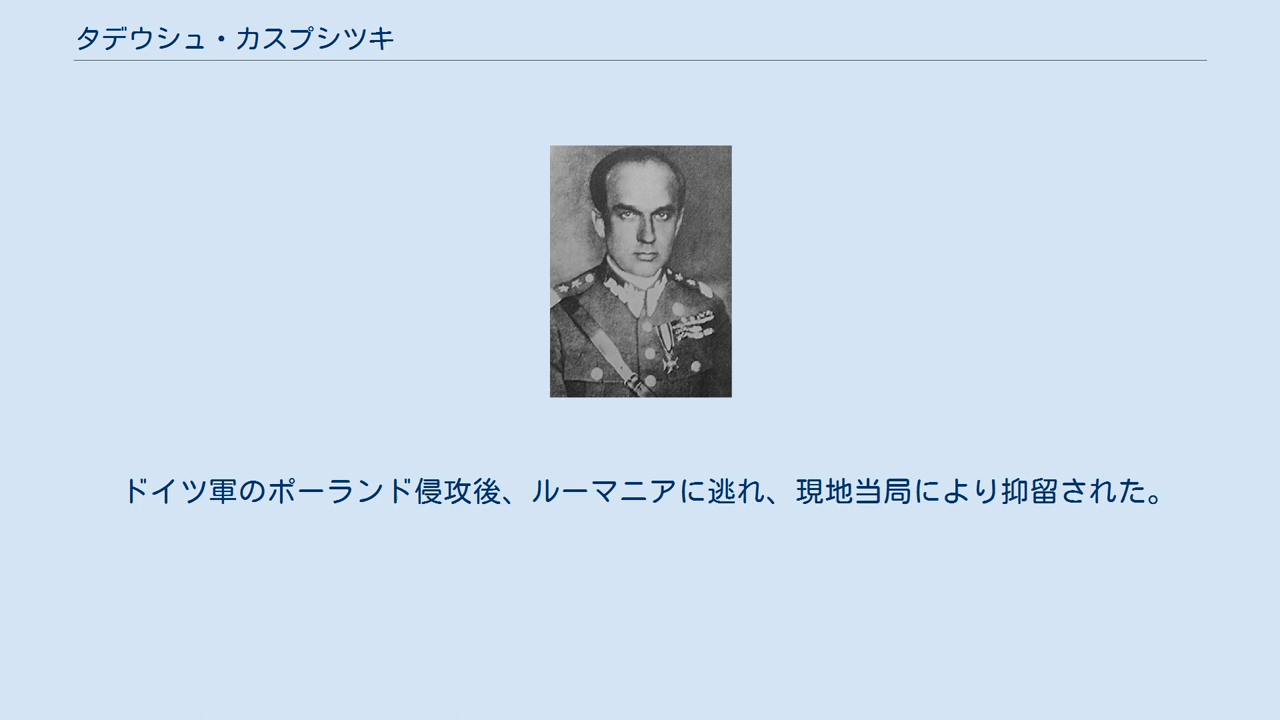 タデウシュ・カスプシツキ
ドイツ軍のポーランド侵攻後、ルーマニアに逃れ、現地当局により抑留された。